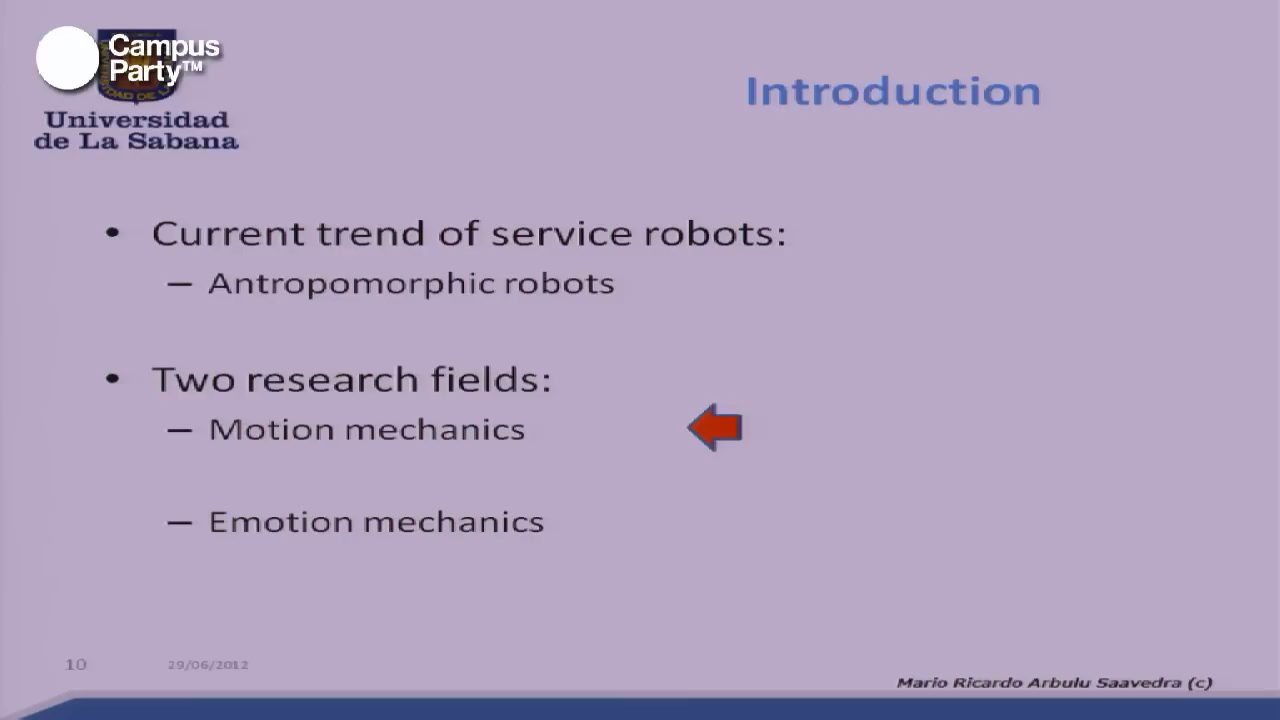 Campus
Party™
Universidad
de La Sabana
Introduction
• Current trend of service robots:
– Antropomorphic robots
• Two research fields:
– Motion mechanics
– Emotion mechanics
10
29/06/2012
Mario Ricardo Arbulu Saavedra (c)